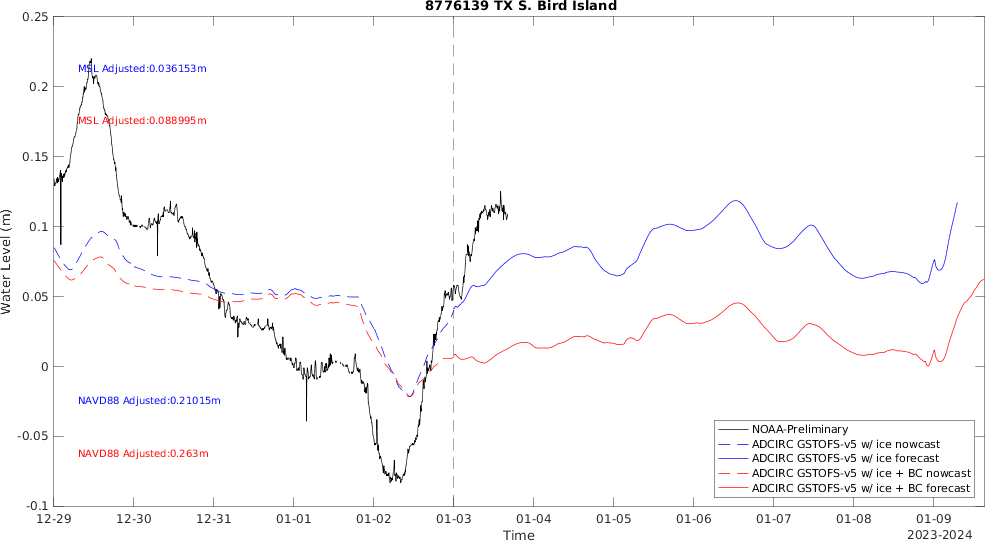 8776139 TX S. Bird Island
0.25
0.2
0.15
0.1
0.05
0
-0.05
-0.1
Water Level (m)
MSL Adjusted:0.036153m
MSL Adjusted:0.088995m
NAVD88 Adjusted:0.21015m
NAVD88 Adjusted:0.263m
NOAA-Preliminary
ADCIRC GSTOFS-v5 w/ ice nowcast
ADCIRC GSTOFS-v5 w/ ice forecast
ADCIRC GSTOFS-v5 w/ ice + BC nowcast
ADCIRC GSTOFS-v5 w/ ice + BC forecast
12-29 12-30 12-31 01-01 01-02 01-03 01-04 01-05 01-06 01-07 01-08 01-09
Time
2023-2024